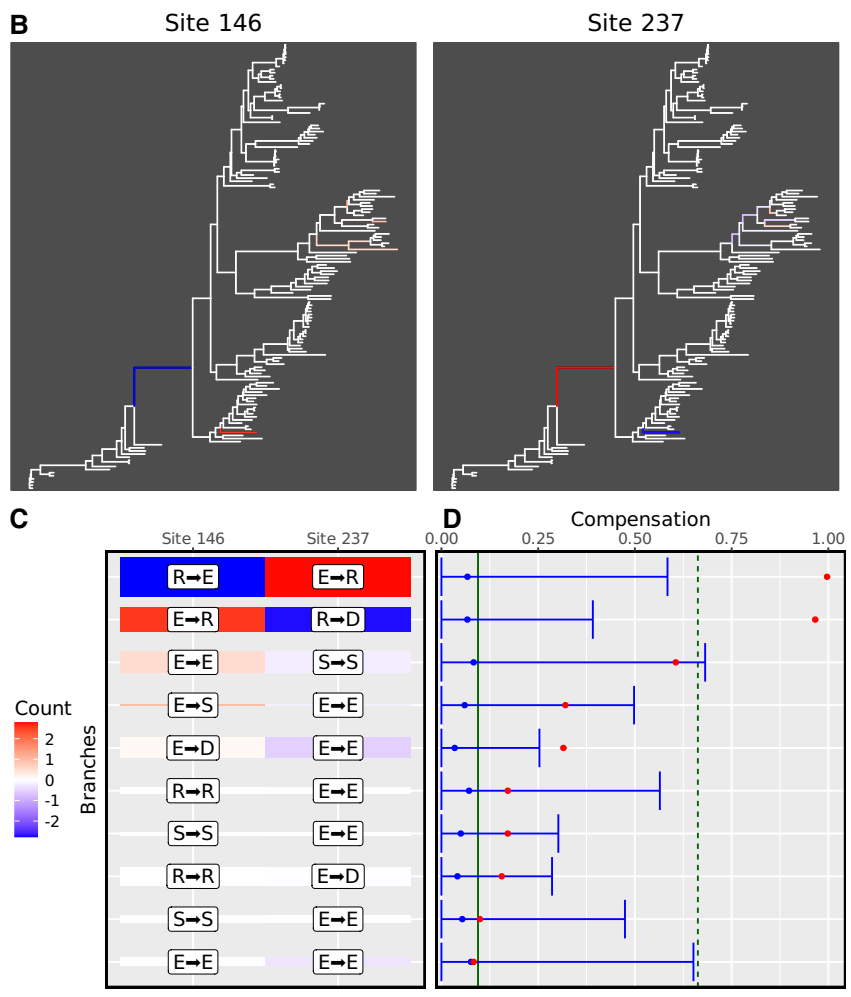 B
Site 146
Site 237
C
D
Compensation
Site 146 Site 237
0.00 0.25 0.50 0.75 1.00
R➡E E➡R
E➡R R➡D
E➡E S➡S
E➡S E➡E
E➡D E➡E
R➡R E➡E
S➡S E➡E
R➡R E➡D
S➡S E➡E
E➡E E➡E
Count
2
1
0
-1
-2
Branches